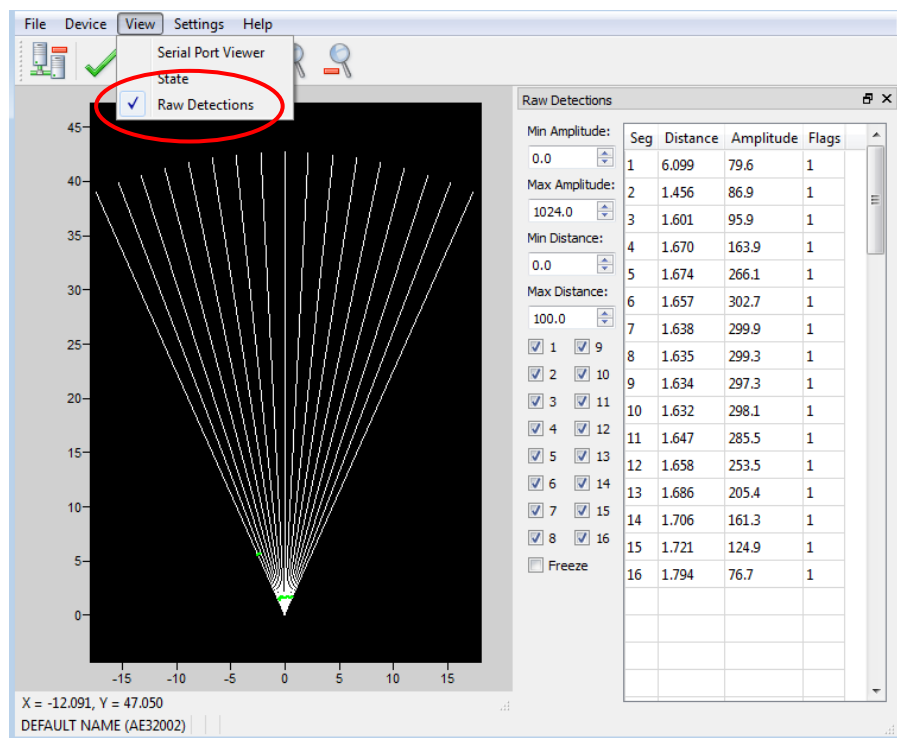 File Device View Settings Help
Serial Port Viewer
State
Raw Detections
45
40
35
30
25
20
15
10
5
0
-15 -10 -5 0 5 10 15
X = -12.091, Y = 47.050
DEFAULT NAME (AE32002)
Raw Detections
Min Amplitude:
0.0
Max Amplitude:
1024.0
Min Distance:
0.0
Max Distance:
100.0
1 9
2 10
3 11
4 12
5 13
6 14
7 15
8 16
Freeze
Seg Distance Amplitude Flags
1 6.099 79.6 1
2 1.456 86.9 1
3 1.601 95.9 1
4 1.670 163.9 1
5 1.674 266.1 1
6 1.657 302.7 1
7 1.638 299.9 1
8 1.635 299.3 1
9 1.634 297.3 1
10 1.632 298.1 1
11 1.647 285.5 1
12 1.658 253.5 1
13 1.686 205.4 1
14 1.706 161.3 1
15 1.721 124.9 1
16 1.794 76.7 1